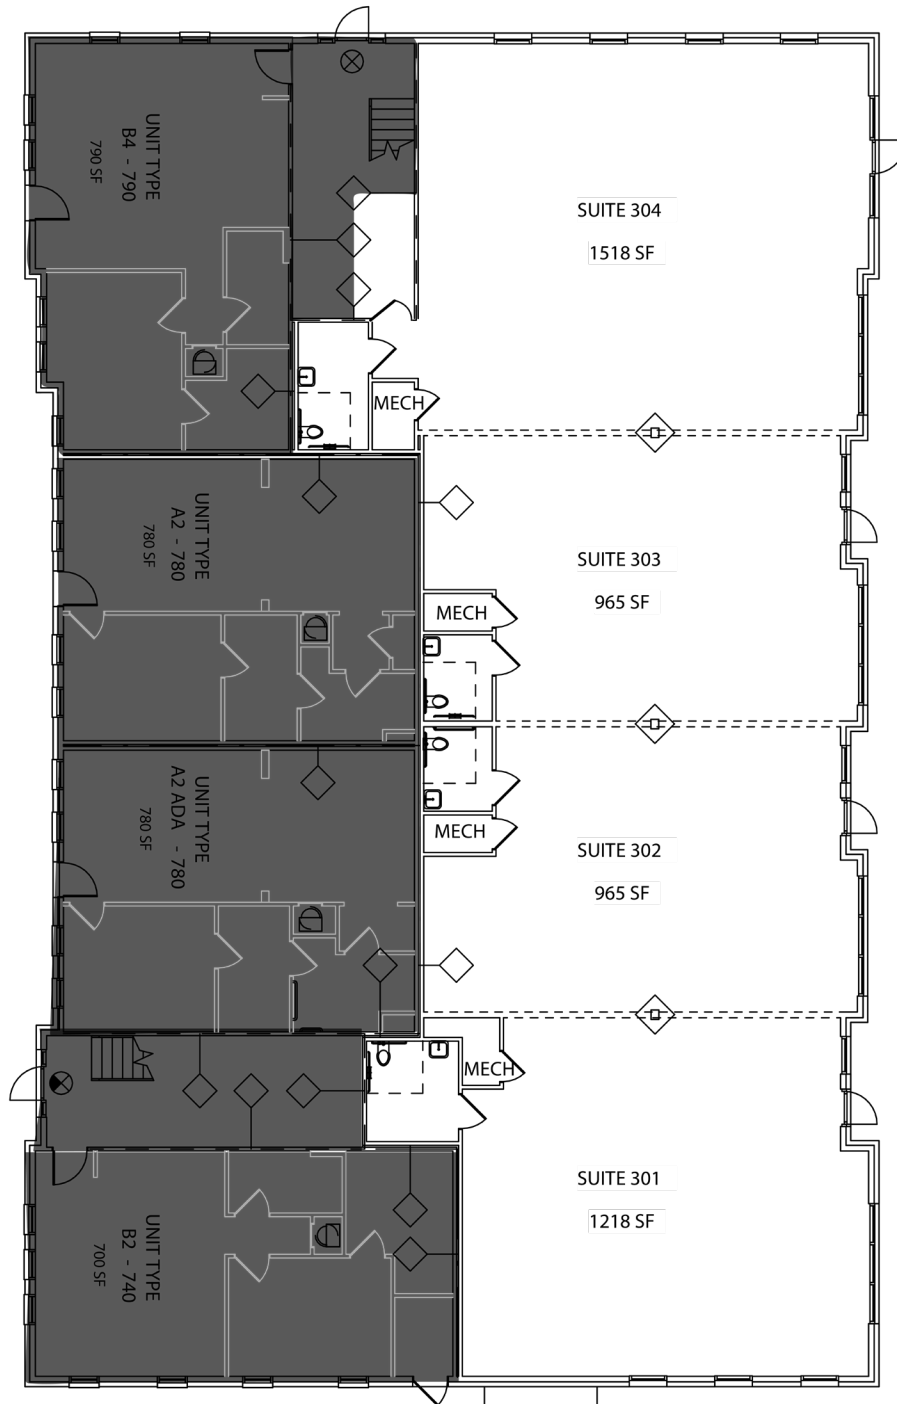 UNIT TYPE
B4 - 790
790 SF
SUITE 304
1518 SF
MECH
UNIT TYPE
A2 - 780
780 SF
SUITE 303
965 SF
MECH
UNIT TYPE
A2 ADA - 780
780 SF
MECH
SUITE 302
965 SF
MECH
SUITE 301
1218 SF
UNIT TYPE
B2 - 740
700 SF